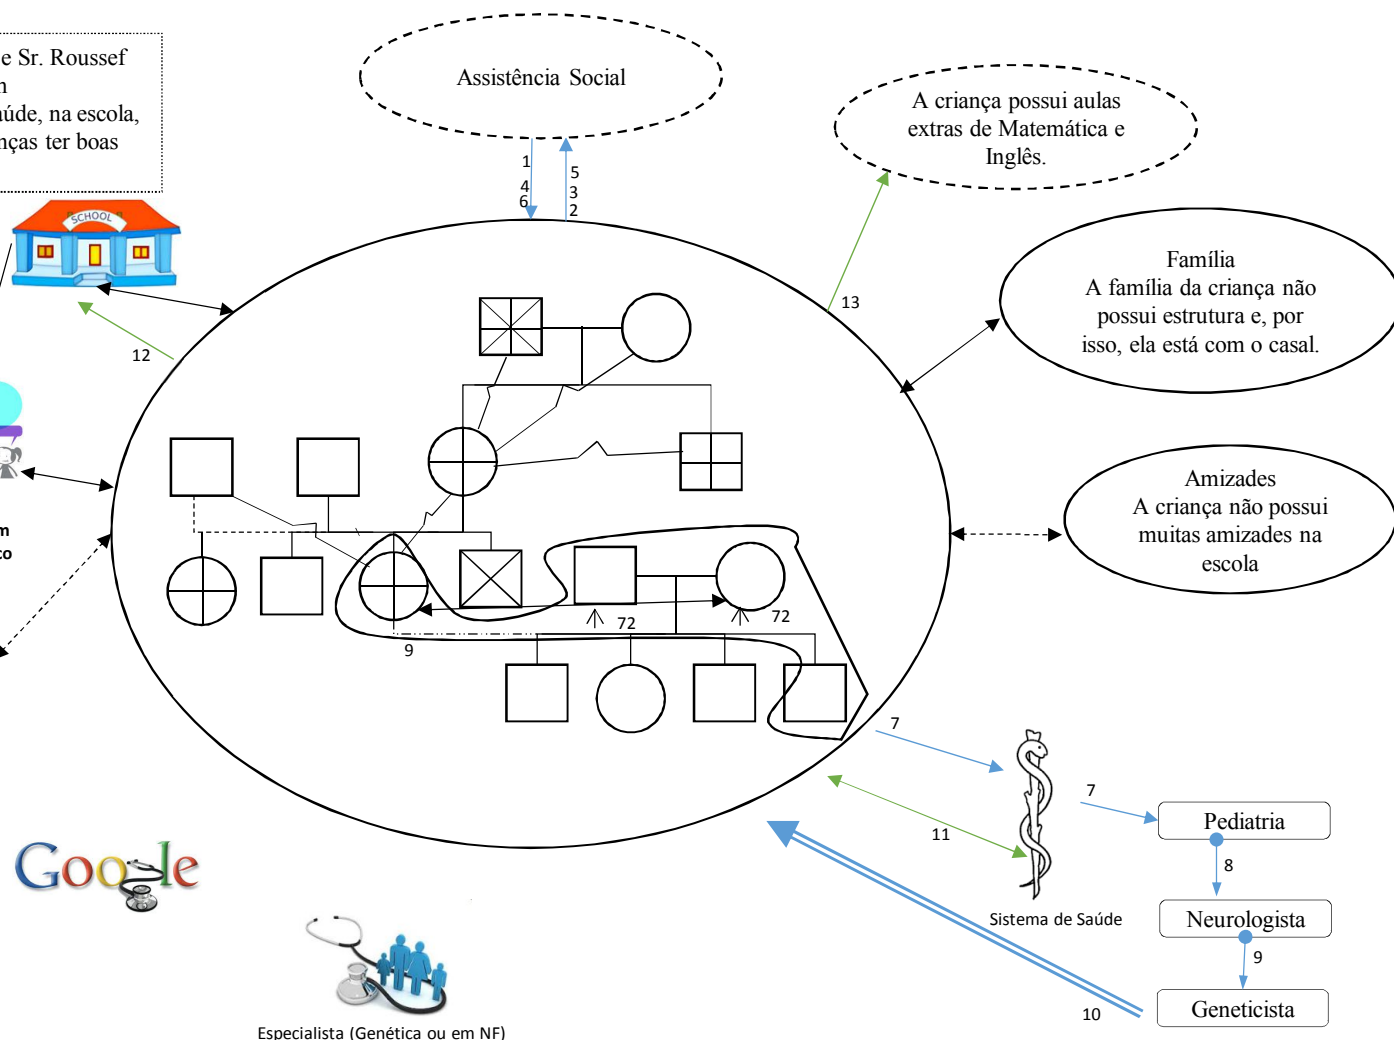 e Sr. Roussef
aúde, na escola,
nças ter boas
Assistência Social
A criança possui aulas
extras de Matemática e
Inglês.
1
4
6
5
3
2
SCHOOL
12
13
Família
A família da criança não
possui estrutura e, por
isso, ela está com o casal.
Amizades
A criança não possui
muitas amizades na
escola
72
72
9
7
7
11
Pediatria
8
Neurologista
9
Geneticista
10
Sistema de Saúde
Google
Especialista (Genética ou em NF)